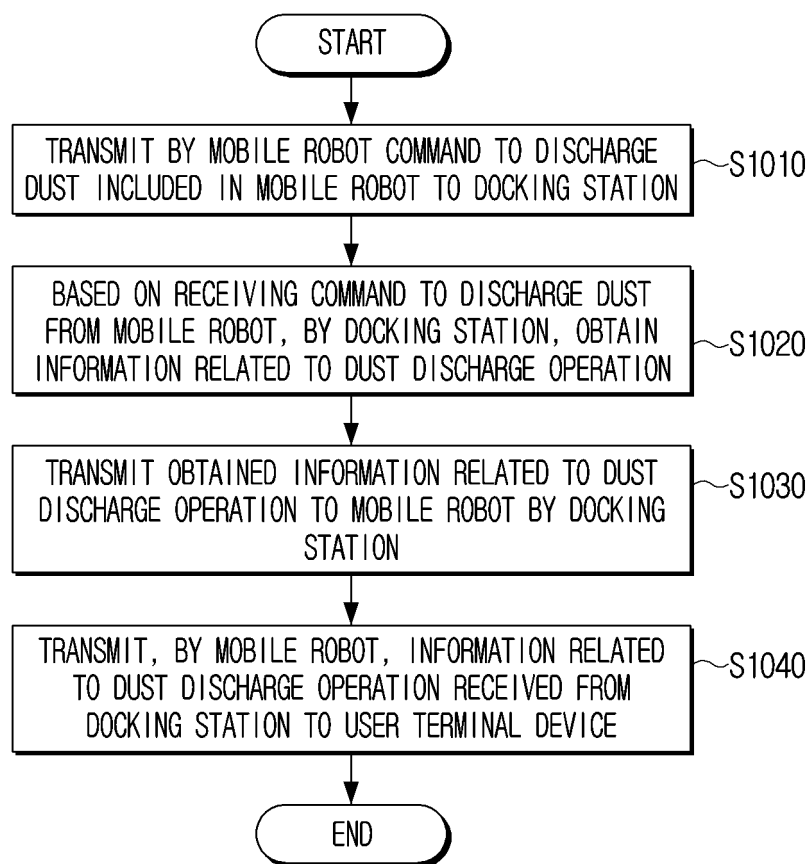 START
TRANSMIT BY MOBILE ROBOT COMMAND TO DISCHARGE
DUST INCLUDED IN MOBILE ROBOT TO DOCKING STATION
S1010
BASED ON RECEIVING COMMAND TO DISCHARGE DUST
FROM MOBILE ROBOT, BY DOCKING STATION, OBTAIN
INFORMATION RELATED TO DUST DISCHARGE OPERATION
S1020
TRANSMIT OBTAINED INFORMATION RELATED TO DUST
DISCHARGE OPERATION TO MOBILE ROBOT BY DOCKING
STATION
S1030
TRANSMIT, BY MOBILE ROBOT, INFORMATION RELATED
TO DUST DISCHARGE OPERATION RECEIVED FROM
DOCKING STATION TO USER TERMINAL DEVICE
S1040
END